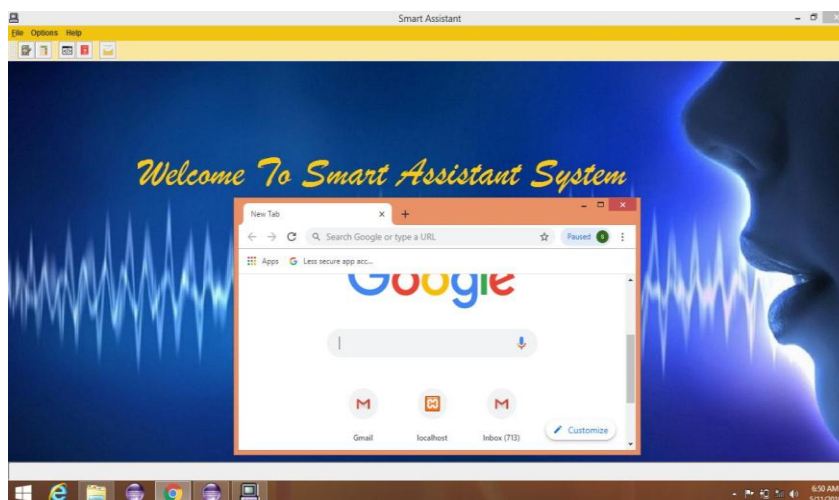 Smart Assistant
File Options Help
Welcome To Smart Assistant System
New Tab
Search Google or type a URL
Paused
Apps Less secure app acc...
Google
Gmail localhost Inbox (713)
Customize
6:50 AM